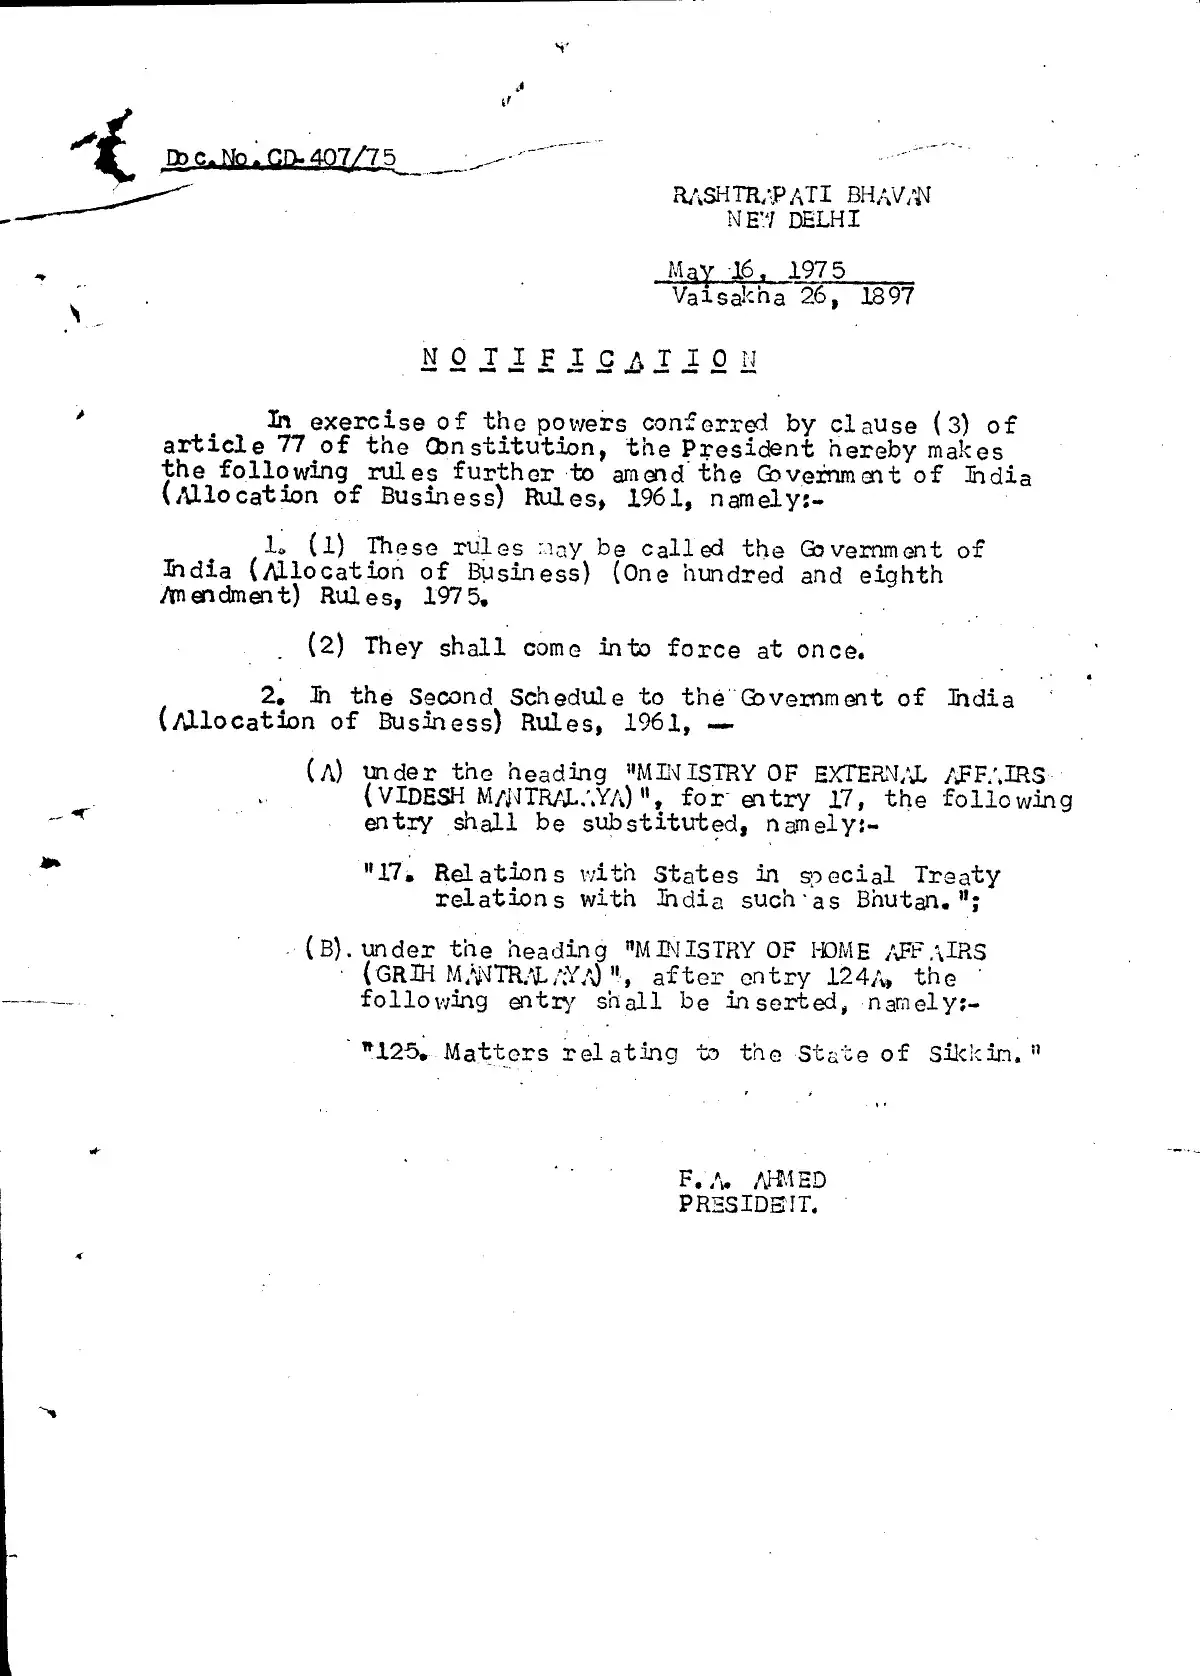 Doc.No.CD-407/75
RASHTRAPATI BHAVAN
NEW DELHI
May 16, 1975
Vaisakha 26, 1897
NOTIFICATION
In exercise of the powers conferred by clause (3) of
article 77 of the Constitution, the President hereby makes
the following rules further to amend the Government of India
(Allocation of Business) Rules, 1961, namely:-
1. (1) These rules may be called the Government of
India (Allocation of Business) (One hundred and eighth
Amendment) Rules, 1975.
(2) They shall come into force at once.
2. In the Second Schedule to the Government of India
(Allocation of Business) Rules, 1961, —
(A) under the heading "MINISTRY OF EXTERNAL AFFAIRS
(VIDESH MANTRALAYA)", for entry 17, the following
entry shall be substituted, namely:-
"17. Relations with States in special Treaty
relations with India such as Bhutan.";
(B). under the heading "MINISTRY OF HOME AFFAIRS
(GRIH MANTRALAYA)", after entry 124A, the
following entry shall be inserted, namely:-
"125. Matters relating to the State of Sikkim."
F. A. AHMED
PRESIDENT.